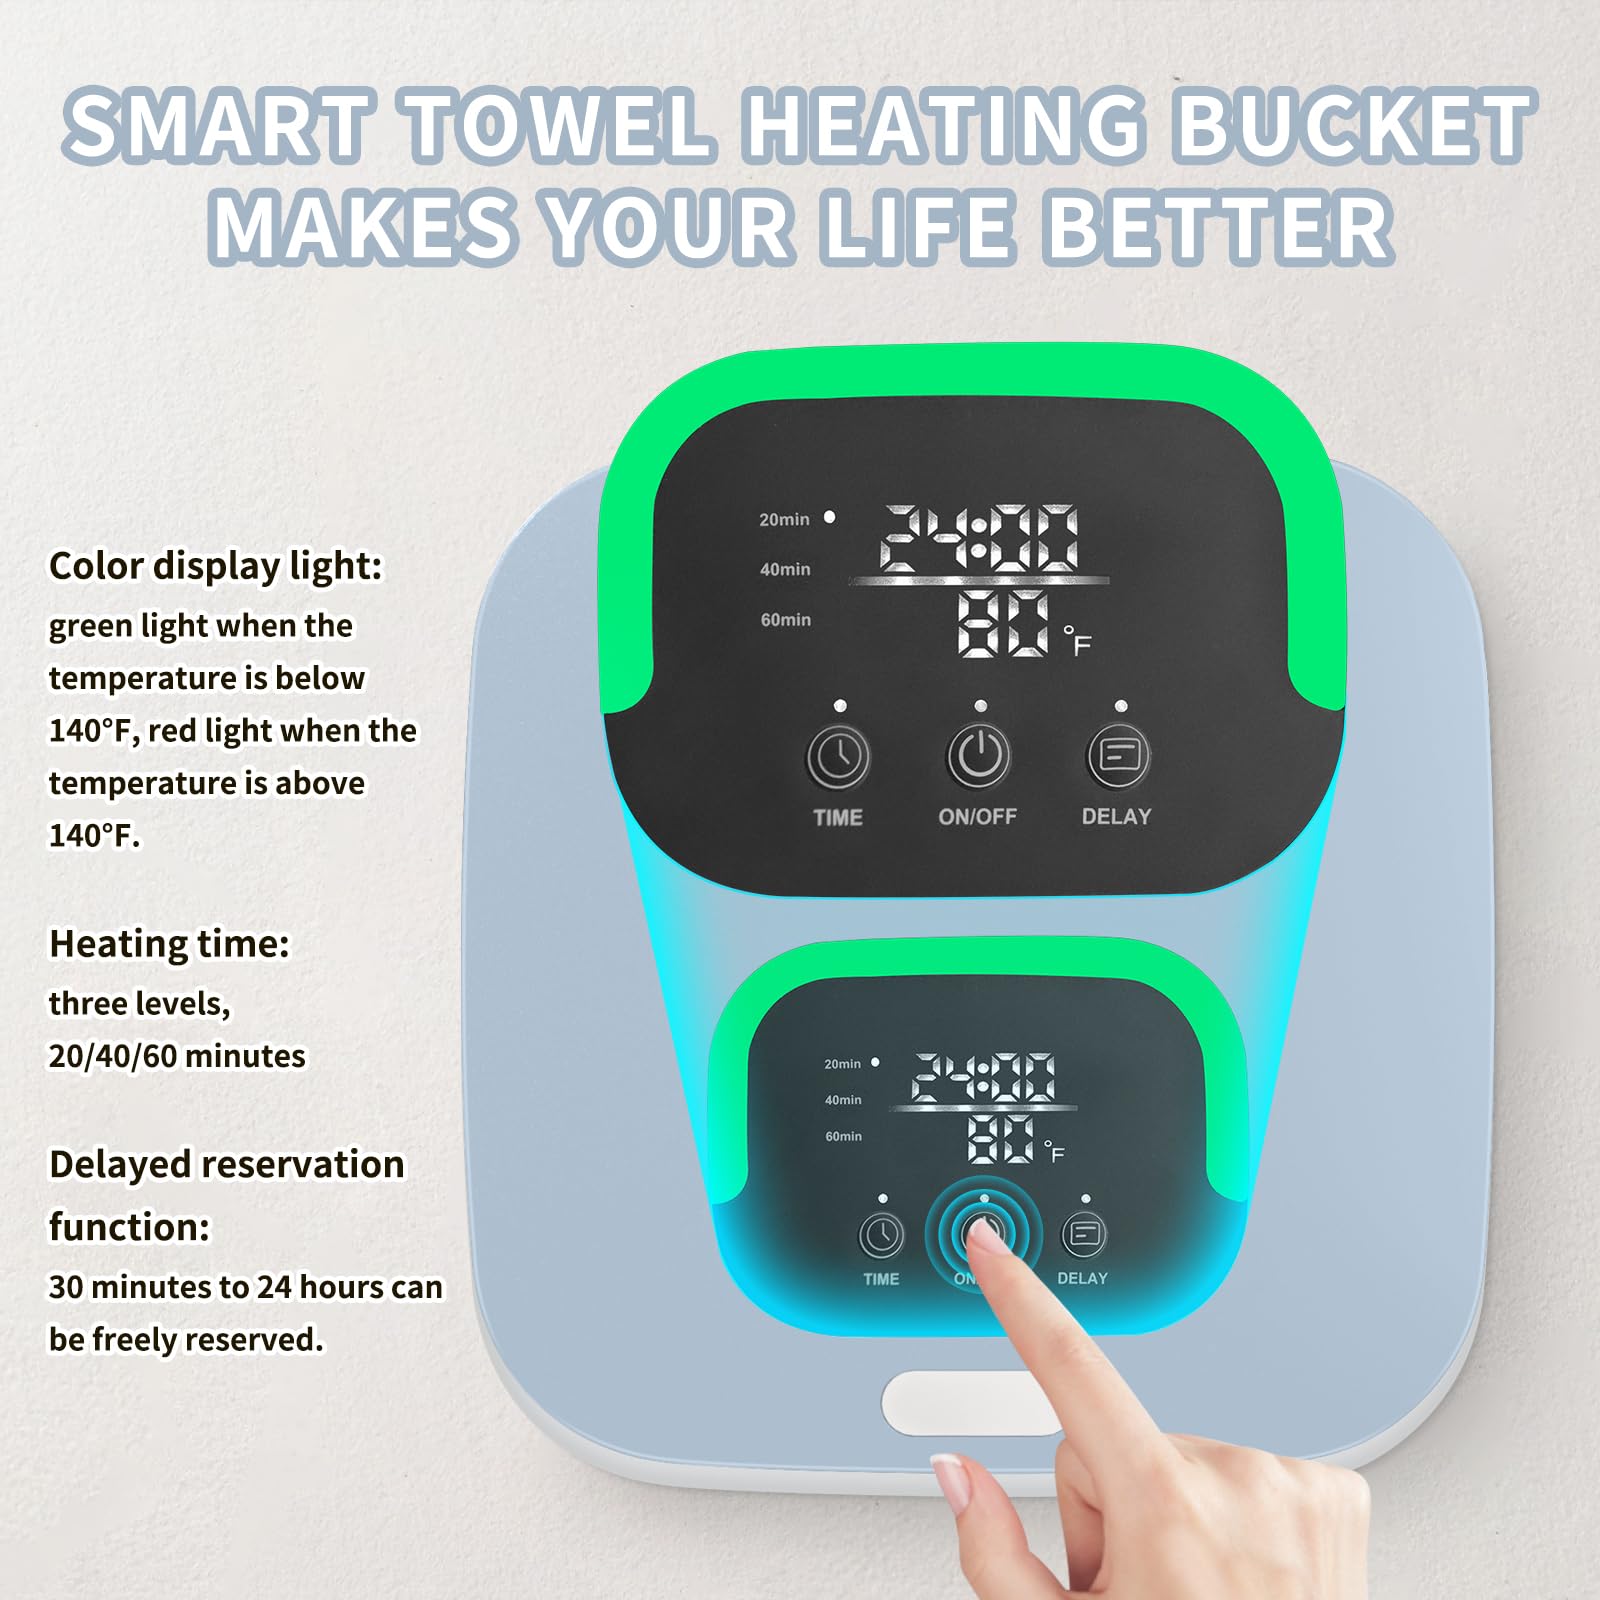 SMART TOWEL HEATING BUCKET
MAKES YOUR LIFE BETTER
Color display light:
green light when the
temperature is below
140°F, red light when the
temperature is above
140°F.
Heating time:
three levels,
20/40/60 minutes
Delayed reservation
function:
30 minutes to 24 hours can
be freely reserved.
20min
40min
60min
24:00
80 °F
TIME ON/OFF DELAY
20min
40min
60min
24:00
80 °F
TIME DELAY